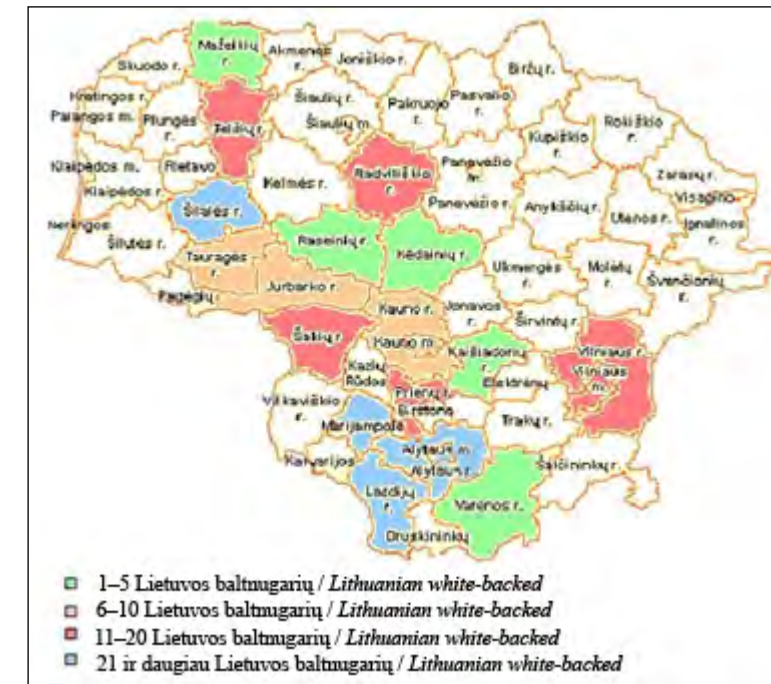 Mažeikių r.
Skuodo r.
Akmenės r.
Joniškio r.
Biržų r.
Kretingos r.
Palangos m.
Plungės r.
Telšių r.
Šiaulių r.
Šiaulių m.
Pakruojo r.
Pasvalio r.
Kupiškio r.
Rokiškio r.
Klaipėdos m.
Rietavo
Klaipėdos r.
Kelmės r.
Radviliškio r.
Panevėžio m.
Panevėžio r.
Anykščių r.
Zarasų r.
Visagino
Utenos r.
Ignalinos r.
Neringos
Šilutės r.
Šilalės r.
Raseinių r.
Kėdainių r.
Ukmergės r.
Molėtų r.
Švenčionių r.
Tauragės r.
Pagėgių
Jurbarko r.
Kauno r.
Kauno m.
Jonavos r.
Širvintų r.
Šakių r.
Kazlų Rūdos
Kaišiadorių r.
Elektrėnų
Vilniaus r.
Vilniaus m.
Vilkaviškio r.
Marijampolė
Prienų r.
Birštono
Trakų r.
Kalvarijos
Alytaus m.
Alytaus r.
Šalčininkų r.
Lazdijų r.
Varėnos r.
Druskininkų
1–5 Lietuvos baltnugarių / Lithuanian white-backed
6–10 Lietuvos baltnugarių / Lithuanian white-backed
11–20 Lietuvos baltnugarių / Lithuanian white-backed
21 ir daugiau Lietuvos baltnugarių / Lithuanian white-backed